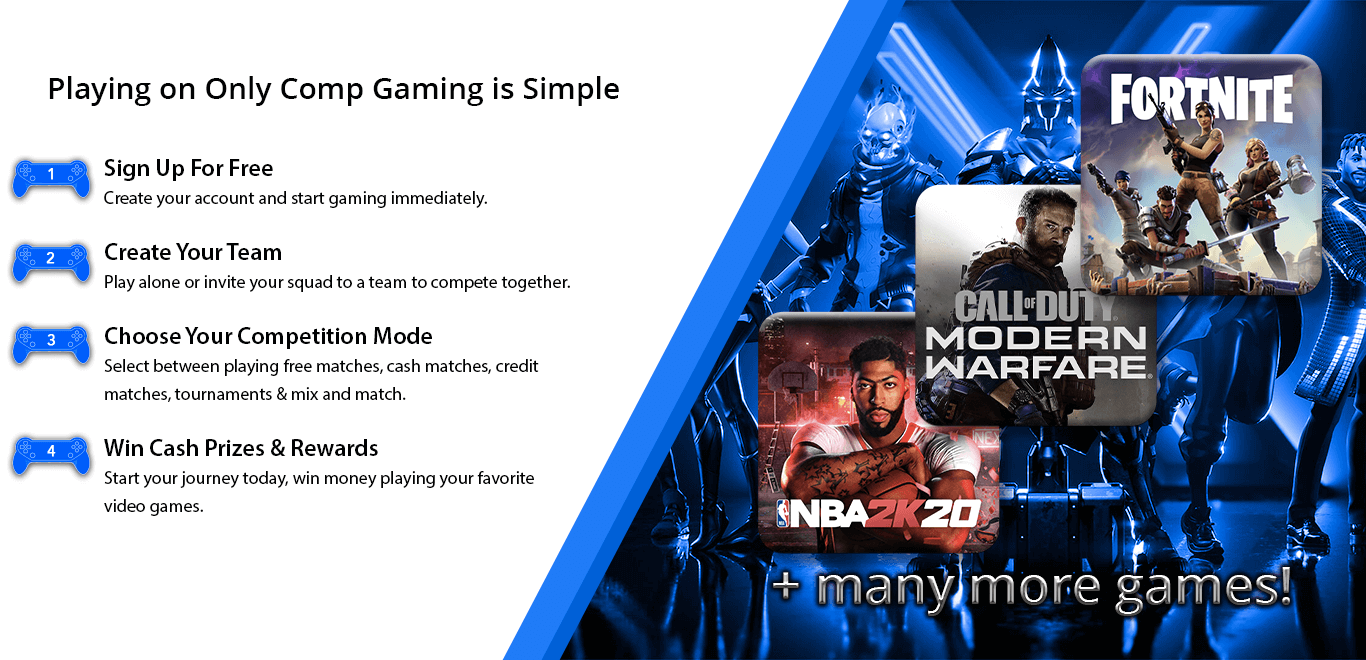 Playing on Only Comp Gaming is Simple
1
Sign Up For Free
Create your account and start gaming immediately.
2
Create Your Team
Play alone or invite your squad to a team to compete together.
3
Choose Your Competition Mode
Select between playing free matches, cash matches, credit
matches, tournaments & mix and match.
4
Win Cash Prizes & Rewards
Start your journey today, win money playing your favorite
video games.
FORTNITE
CALL OF DUTY
MODERN
WARFARE®
NBA 2K20
+ many more games!